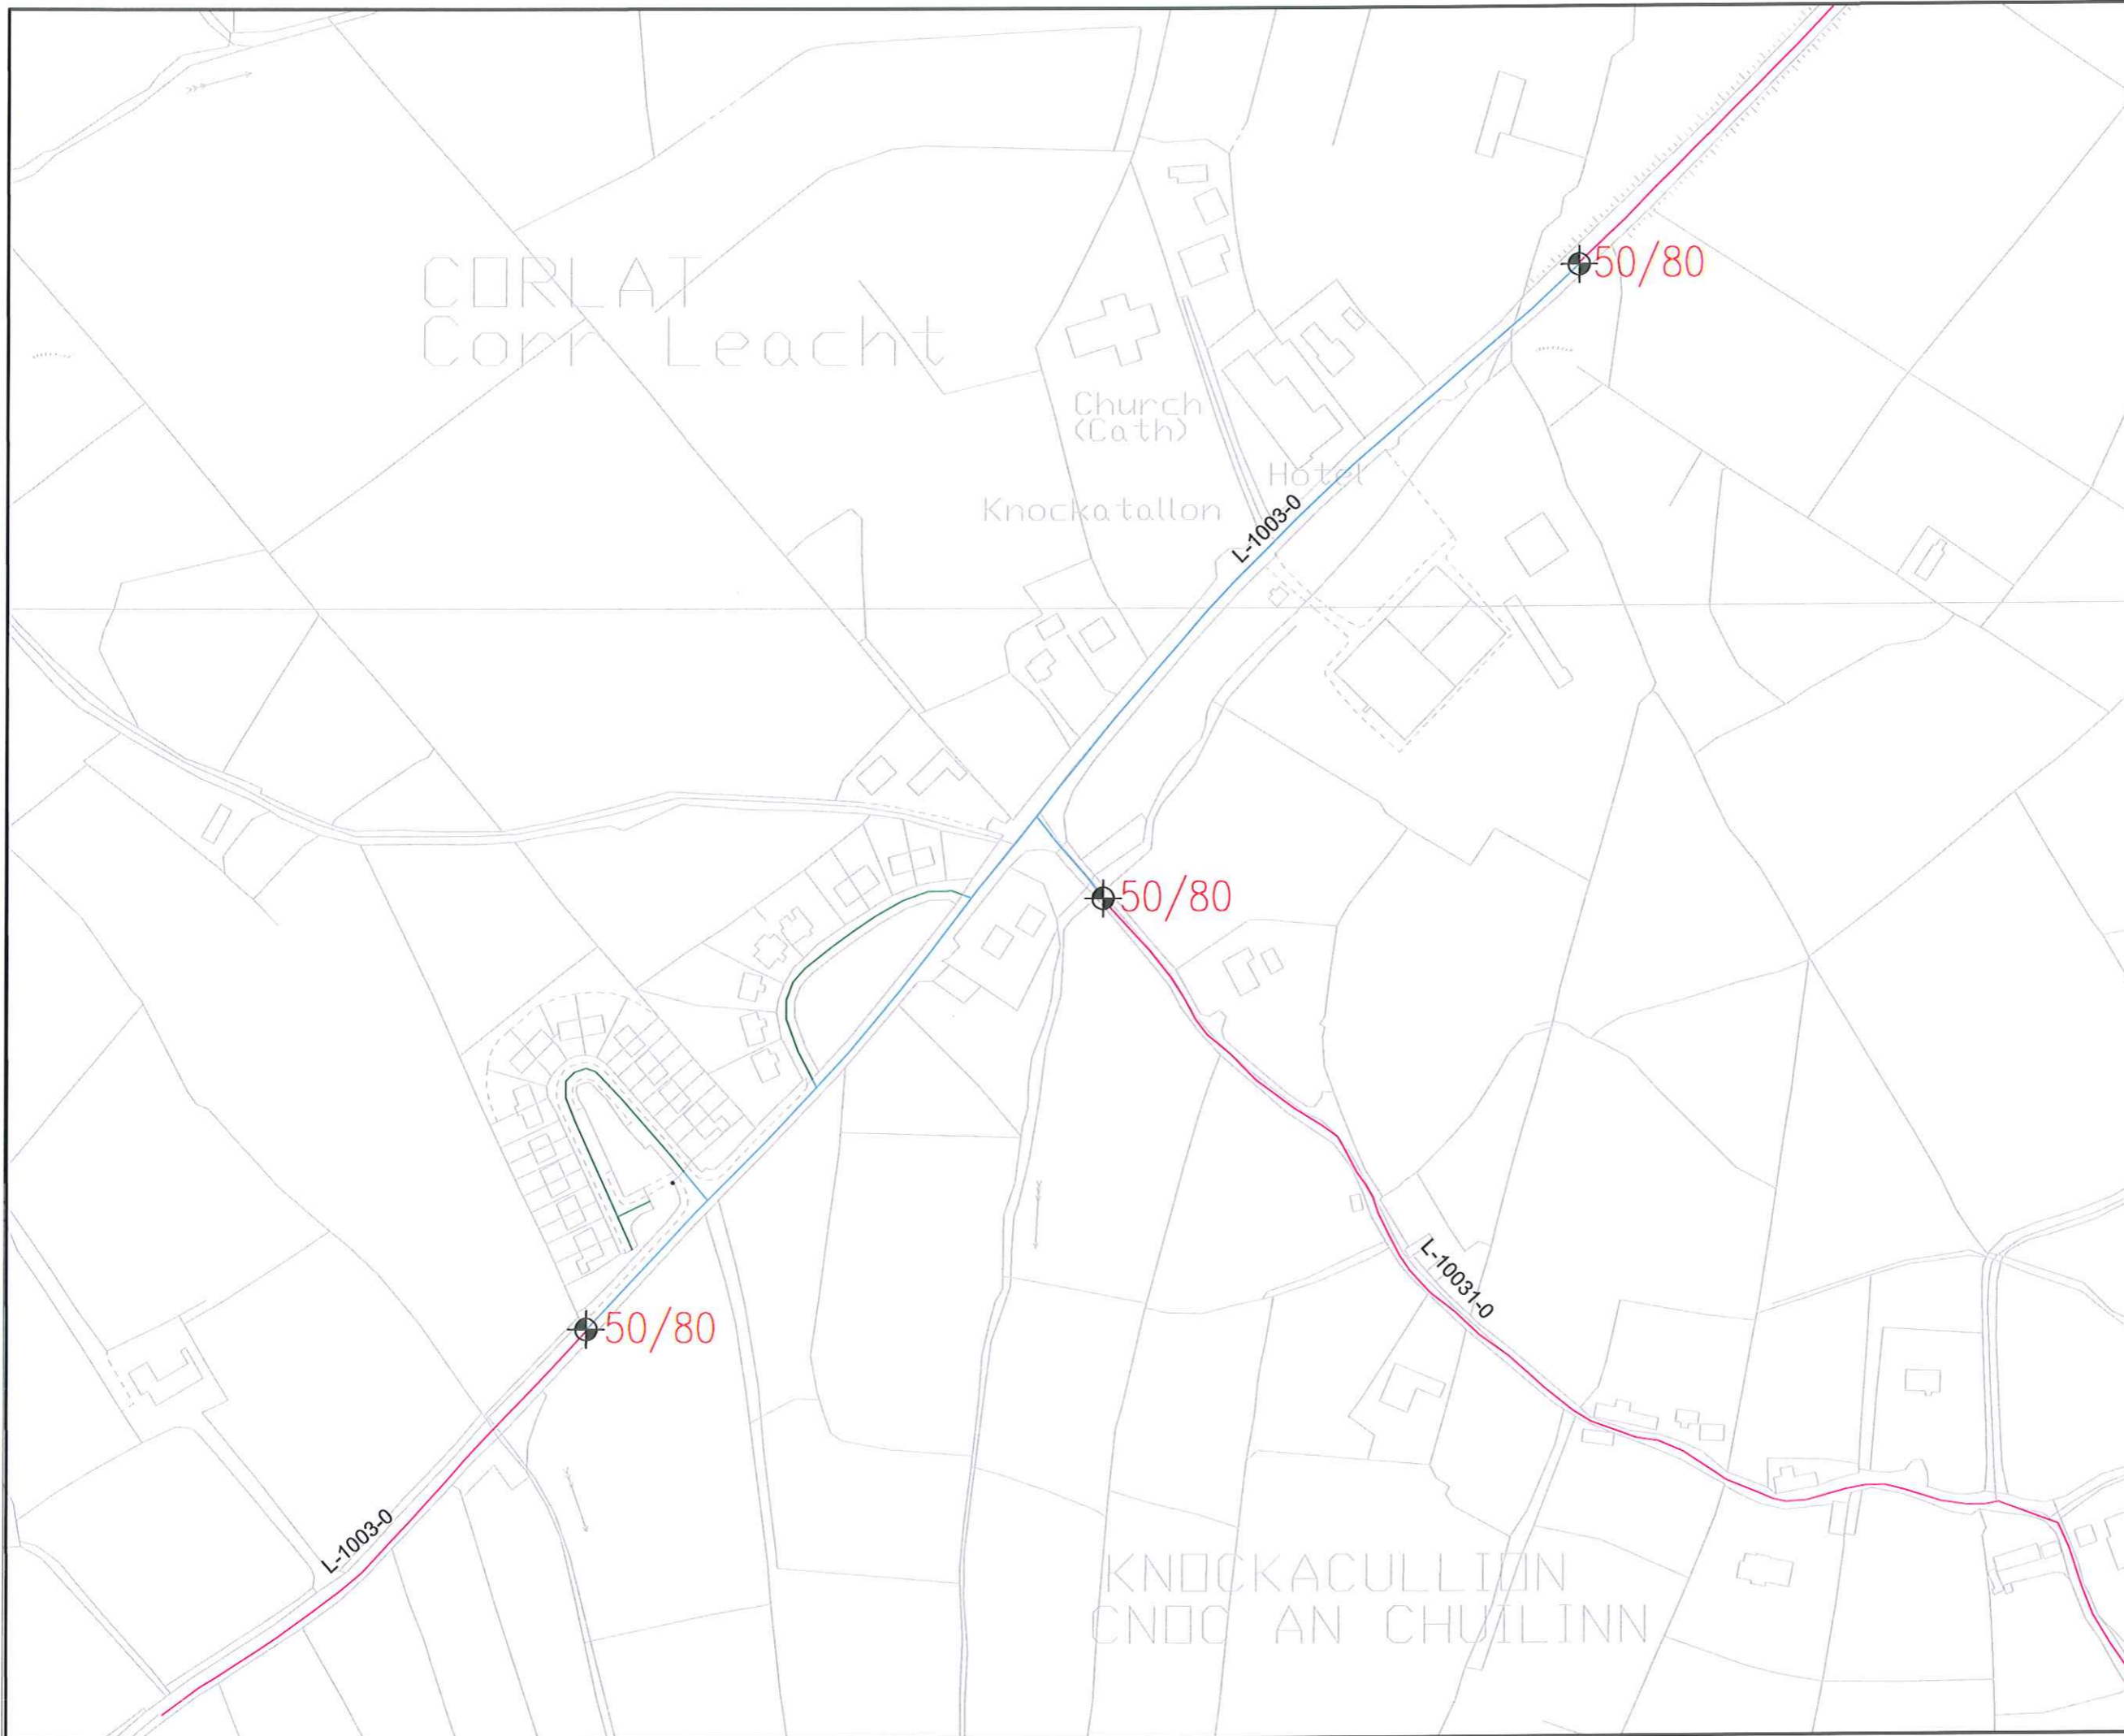 50/80
CORLAT
Corr Leacht
Church
(Cath)
Hotel
Knockatallon
L-1003-0
50/80
50/80
L-10031-0
L-1003-0
KNOCKACULLION
CNOC AN CHUILINN